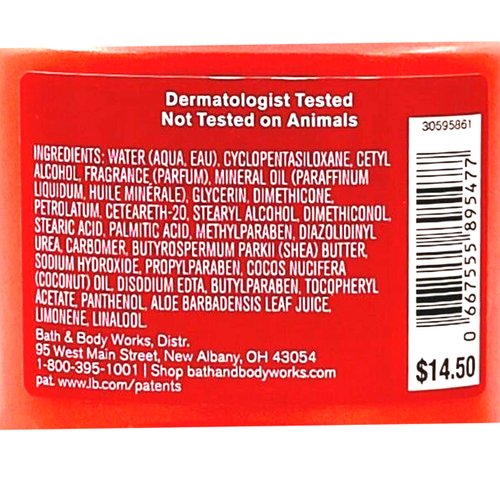 Dermatologist Tested
Not Tested on Animals
30595861
INGREDIENTS: WATER (AQUA, EAU), CYCLOPENTASILOXANE, CETYL
ALCOHOL, FRAGRANCE (PARFUM), MINERAL OIL (PARAFFINUM
LIQUIDUM, HUILE MINÉRALE), GLYCERIN, DIMETHICONE,
PETROLATUM, CETEARETH-20, STEARYL ALCOHOL, DIMETHICONOL,
STEARIC ACID, PALMITIC ACID, METHYLPARABEN, DIAZOLIDINYL
UREA, CARBOMER, BUTYROSPERMUM PARKII (SHEA) BUTTER,
SODIUM HYDROXIDE, PROPYLPARABEN, COCOS NUCIFERA
(COCONUT) OIL, DISODIUM EDTA, BUTYLPARABEN, TOCOPHERYL
ACETATE, PANTHENOL, ALOE BARBADENSIS LEAF JUICE,
LIMONENE, LINALOOL.
Bath & Body Works, Distr.
95 West Main Street, New Albany, OH 43054
1-800-395-1001 | Shop bathandbodyworks.com
pat. www.lb.com/patents
0 667555 895477
$14.50